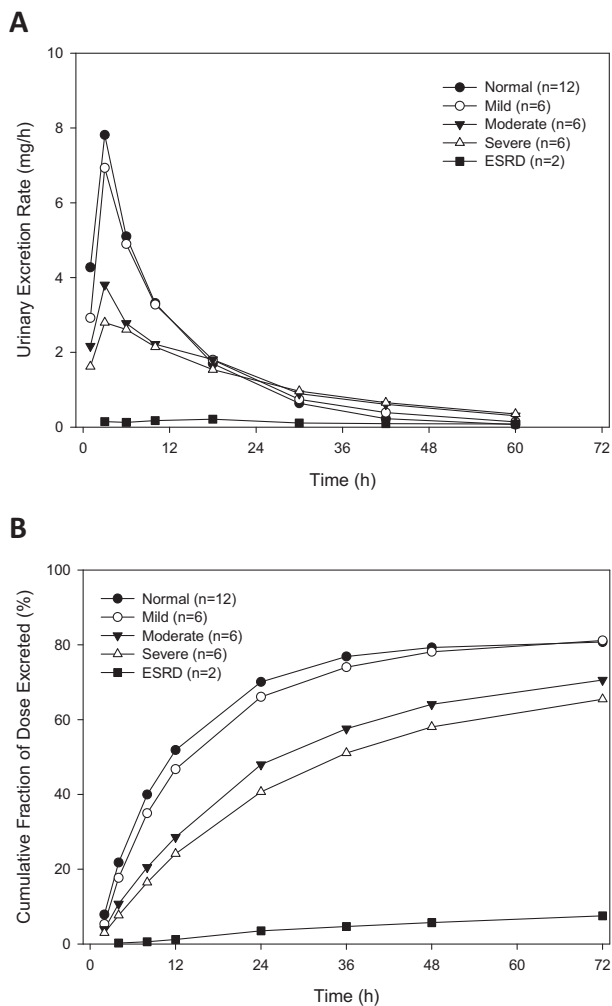 A
Urinary Excretion Rate (mg/h)
10
8
6
4
2
0
Normal (n=12)
Mild (n=6)
Moderate (n=6)
Severe (n=6)
ESRD (n=2)
0 12 24 36 48 60 72
Time (h)
B
Cumulative Fraction of Dose Excreted (%)
100
80
60
40
20
0
Normal (n=12)
Mild (n=6)
Moderate (n=6)
Severe (n=6)
ESRD (n=2)
0 12 24 36 48 60 72
Time (h)